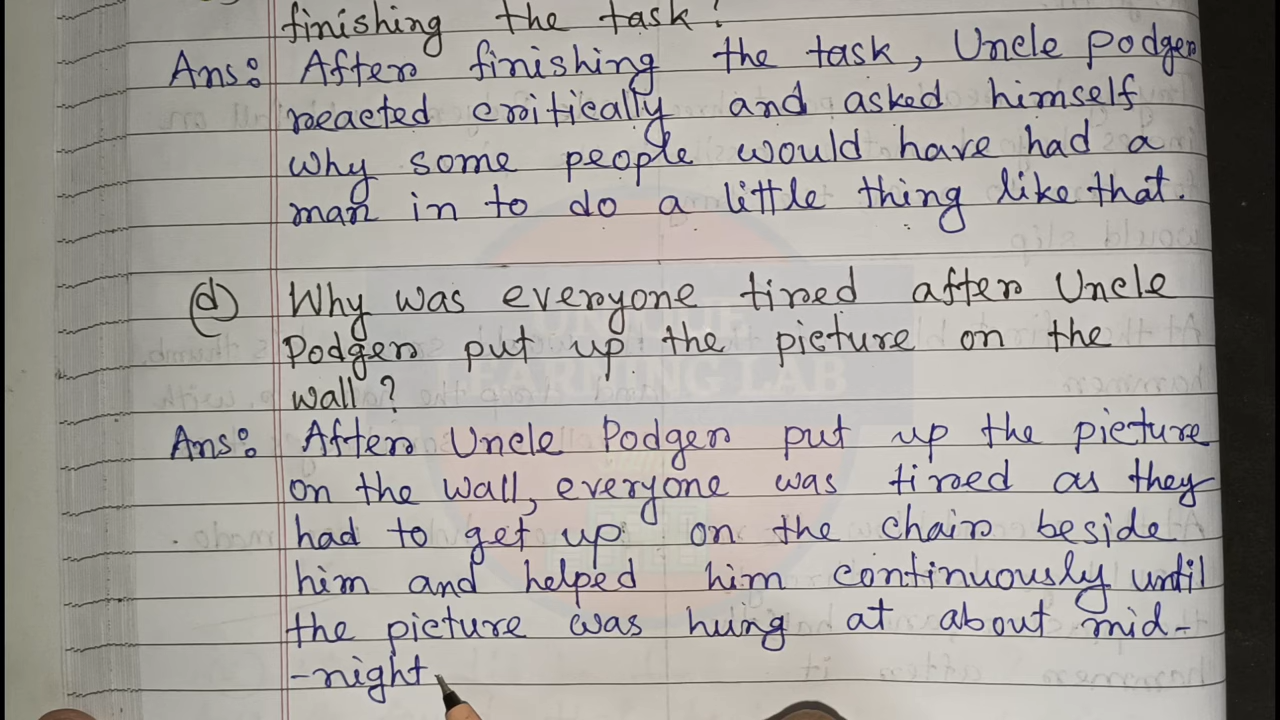 finishing the task?
Ans: After finishing the task, Uncle Podger
reacted critically and asked himself
why some people would have had a
man in to do a little thing like that.
(d) Why was everyone tired after Uncle
Podger put up the picture on the
wall?
Ans: After Uncle Podger put up the picture
on the wall, everyone was tired as they
had to get up on the chair beside
him and helped him continuously until
the picture was hung at about mid-
-night
UNIQUE
LEARNING LAB